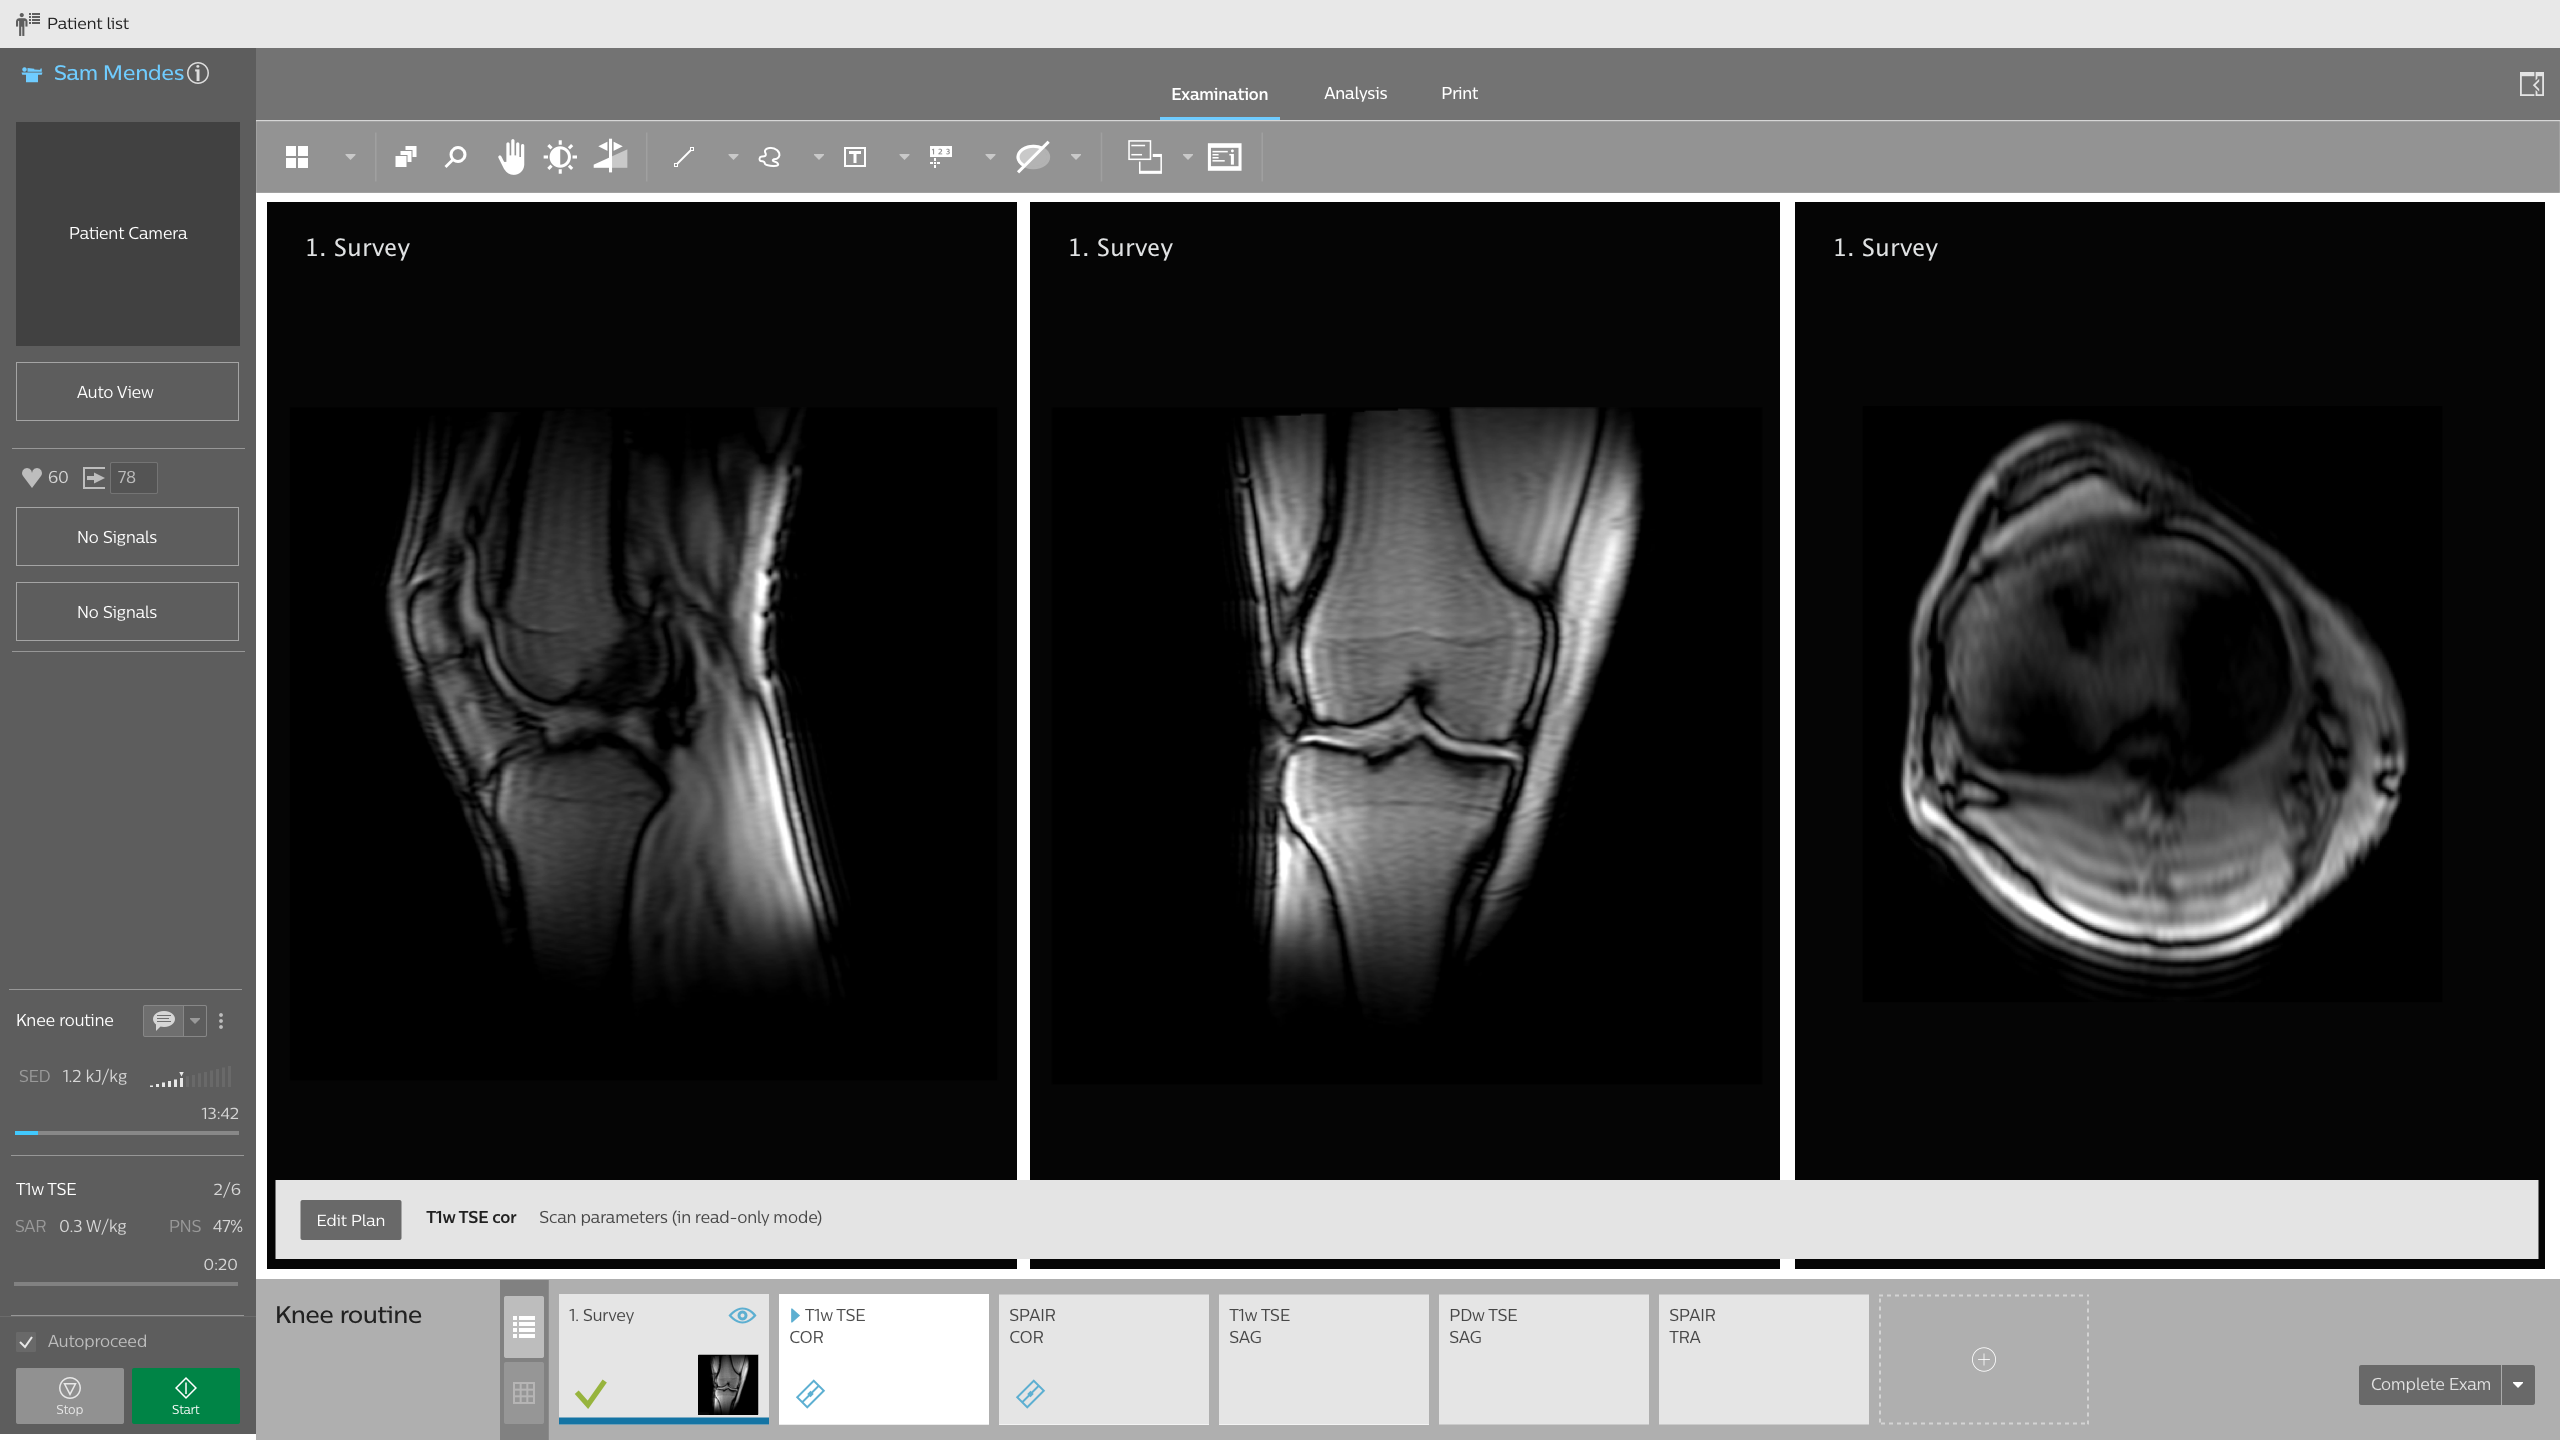 Patient list
Sam Mendes
Examination
Analysis
Print
1 2 3
Patient Camera
Auto View
60
78
No Signals
No Signals
1. Survey
1. Survey
1. Survey
Knee routine
SED 1.2 kJ/kg
13:42
T1w TSE 2/6
SAR 0.3 W/kg PNS 47%
0:20
Autoproceed
Stop
Start
Edit Plan T1w TSE cor Scan parameters (in read-only mode)
Knee routine
1. Survey
T1w TSE
COR
SPAIR
COR
T1w TSE
SAG
PDw TSE
SAG
SPAIR
TRA
Complete Exam